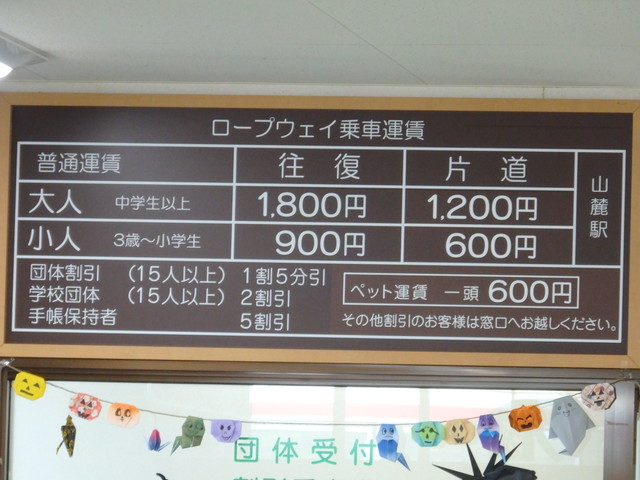 ロープウェイ乗車運賃
普通運賃 往復 片道 山麓駅
大人 中学生以上 1,800円 1,200円
小人 3歳～小学生 900円 600円
団体割引 (15人以上) 1割5分引
学校団体 (15人以上) 2割引
手帳保持者 5割引
ペット運賃 一頭 600円
その他割引のお客様は窓口へお越しください。
団体受付